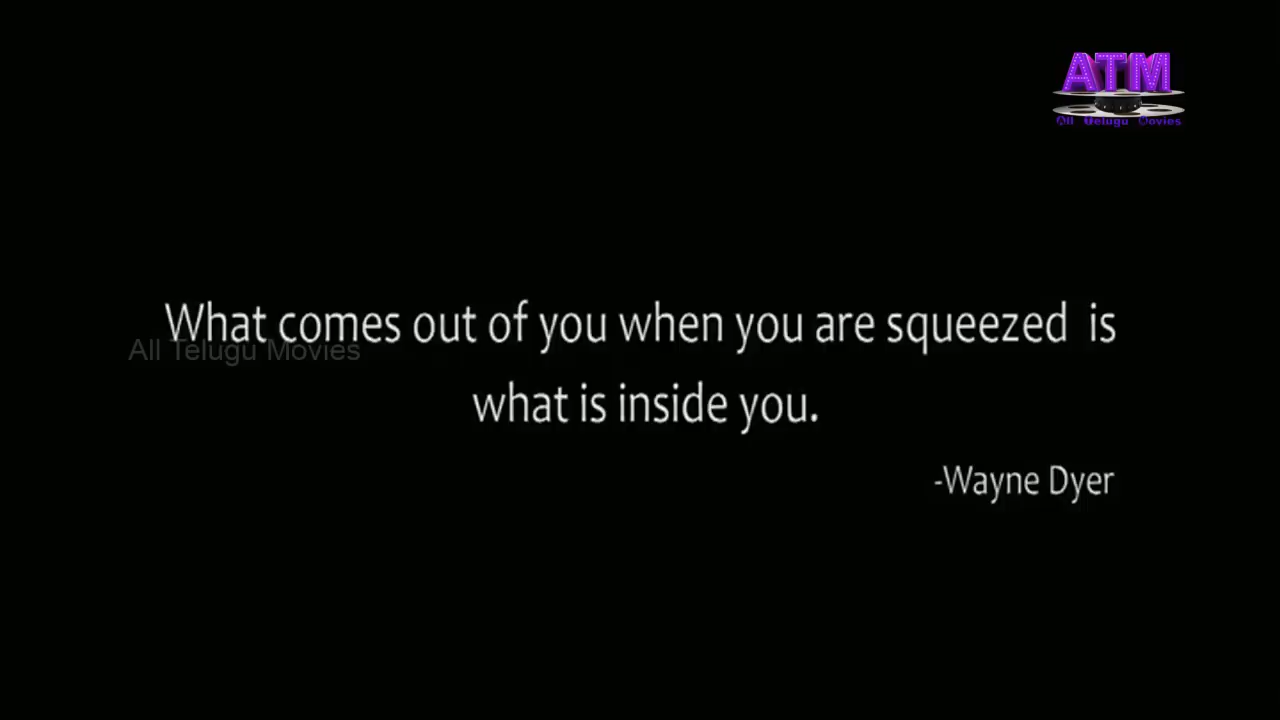 ATM
All Telugu Movies
What comes out of you when you are squeezed is
All Telugu Movies
what is inside you.
-Wayne Dyer